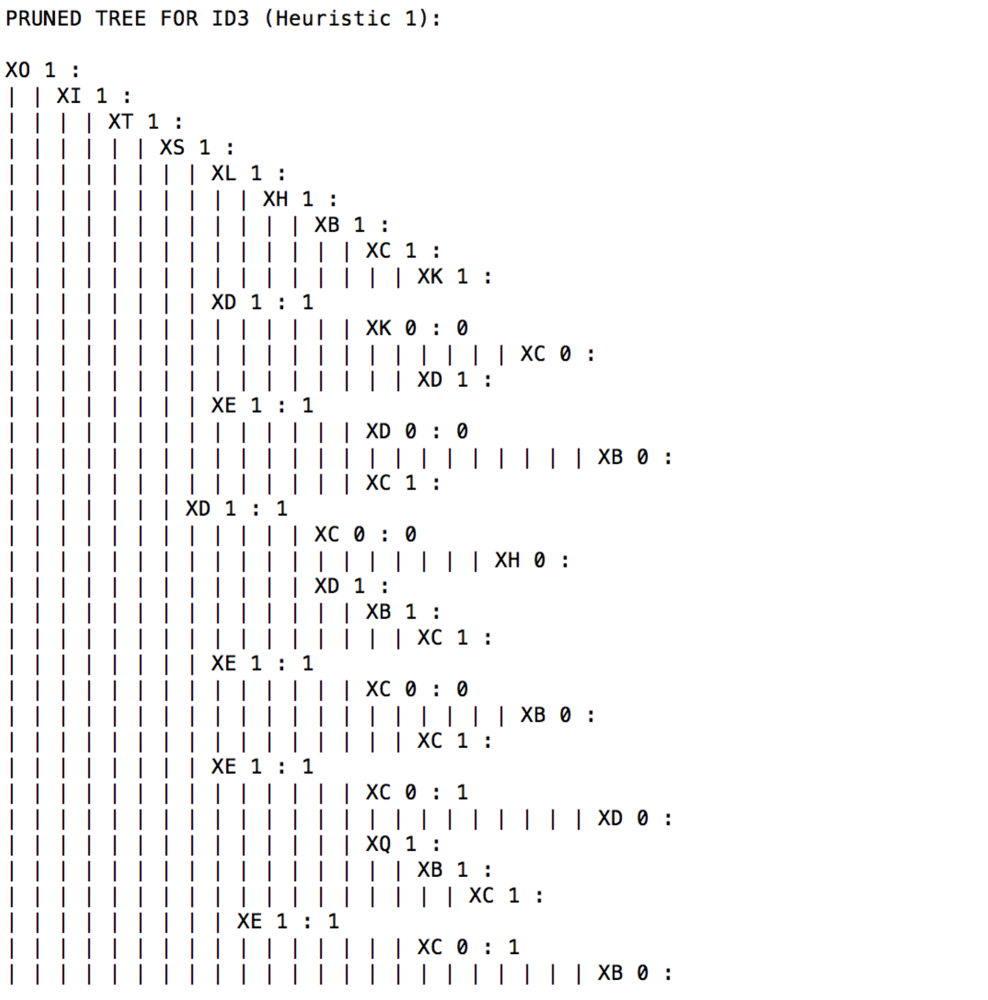 PRUNED TREE FOR ID3 (Heuristic 1):
XO 1 :
| | XI 1 :
| | | | XT 1 :
| | | | | | XS 1 :
| | | | | | | | XL 1 :
| | | | | | | | | | XH 1 :
| | | | | | | | | | | | XB 1 :
| | | | | | | | | | | | | | XC 1 :
| | | | | | | | | | | | | | | | XK 1 :
| | | | | | | | XD 1 : 1
| | | | | | | | | | | | | | XK 0 : 0
| | | | | | | | | | | | | | | | | | | | XC 0 :
| | | | | | | | | | | | | | | | XD 1 :
| | | | | | | | XE 1 : 1
| | | | | | | | | | | | | | XD 0 : 0
| | | | | | | | | | | | | | | | | | | | | | | XB 0 :
| | | | | | | | | | | | | | XC 1 :
| | | | | | | XD 1 : 1
| | | | | | | | | | | | XC 0 : 0
| | | | | | | | | | | | | | | | | | | XH 0 :
| | | | | | | | | | | | XD 1 :
| | | | | | | | | | | | | | XB 1 :
| | | | | | | | | | | | | | | | XC 1 :
| | | | | | | | XE 1 : 1
| | | | | | | | | | | | | | XC 0 : 0
| | | | | | | | | | | | | | | | | | | | XB 0 :
| | | | | | | | | | | | | | | | XC 1 :
| | | | | | | | XE 1 : 1
| | | | | | | | | | | | | | XC 0 : 1
| | | | | | | | | | | | | | | | | | | | | | | XD 0 :
| | | | | | | | | | | | | | XQ 1 :
| | | | | | | | | | | | | | | | XB 1 :
| | | | | | | | | | | | | | | | | | XC 1 :
| | | | | | | | | XE 1 : 1
| | | | | | | | | | | | | | | | XC 0 : 1
| | | | | | | | | | | | | | | | | | | | | | | XB 0 :